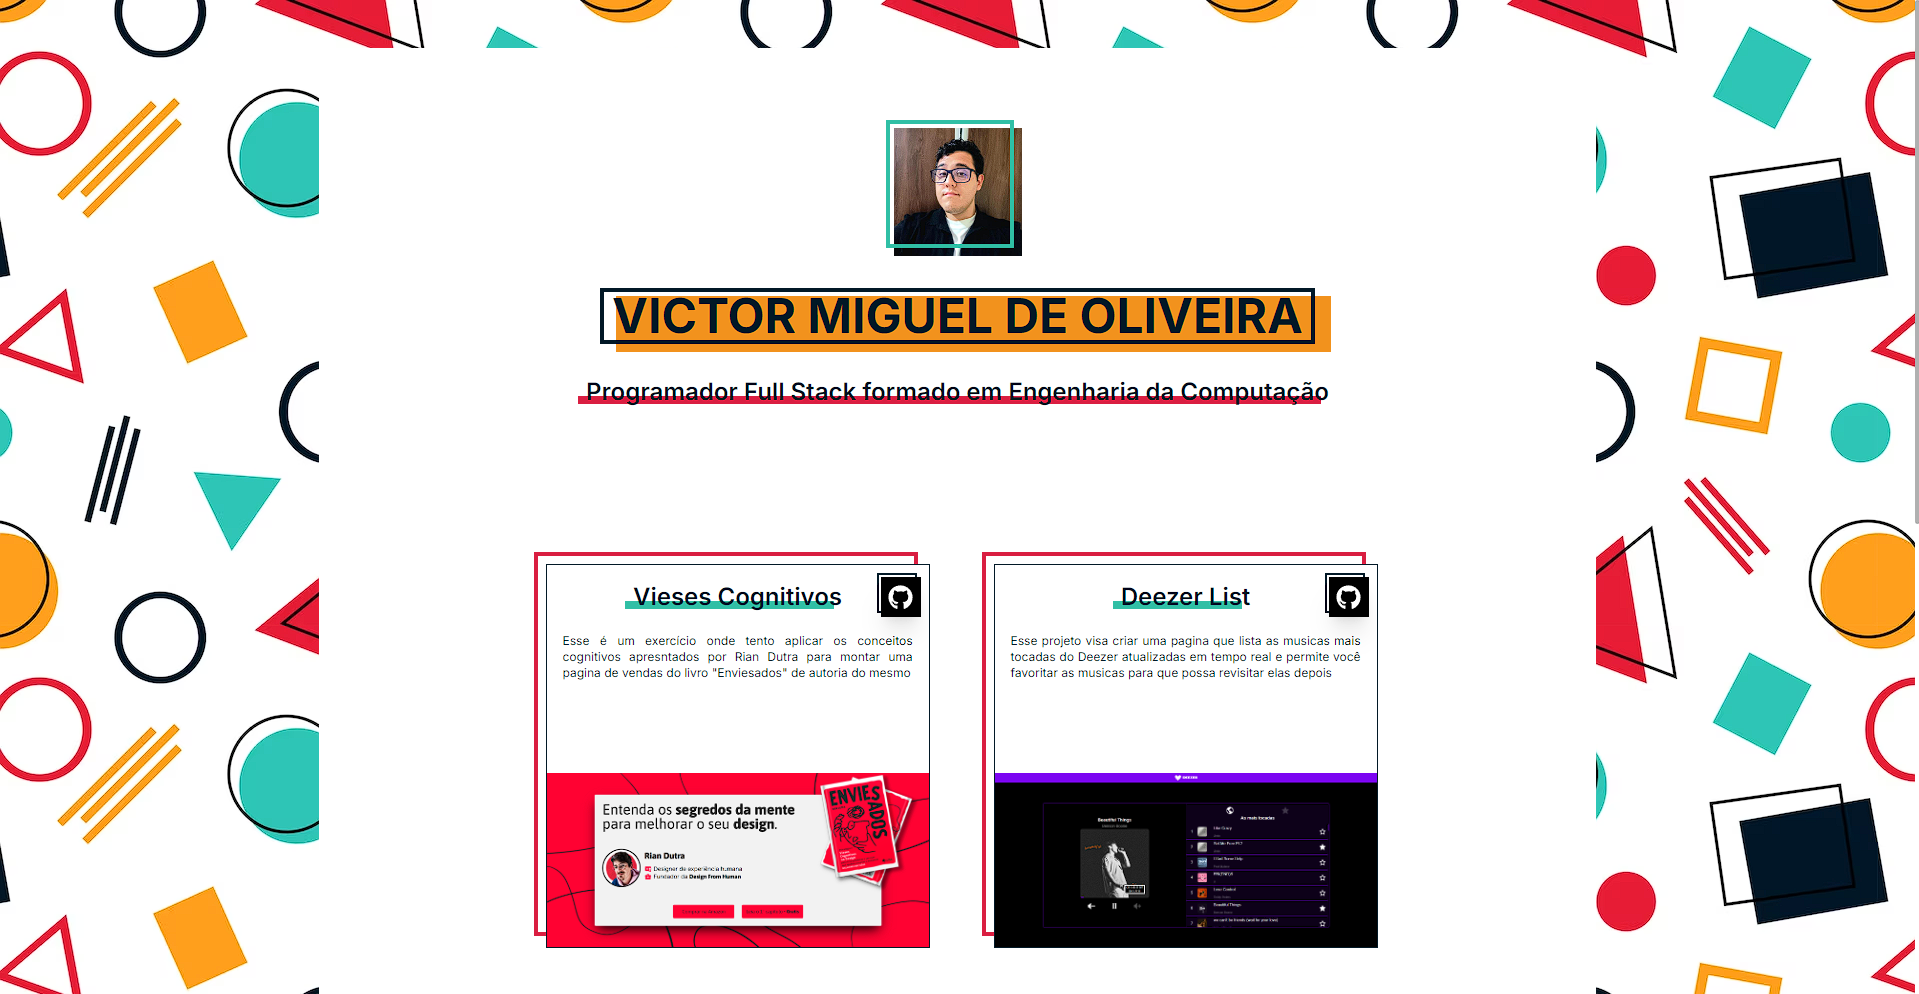 VICTOR MIGUEL DE OLIVEIRA
Programador Full Stack formado em Engenharia da Computação
Vieses Cognitivos
Esse é um exercício onde tento aplicar os conceitos
cognitivos apresntados por Rian Dutra para montar uma
pagina de vendas do livro "Enviesados" de autoria do mesmo
Entenda os segredos da mente
para melhorar o seu design.
Rian Dutra
Designer de experiência humana
Fundador da Design From Human
ENVIES
ADOS
Deezer List
Esse projeto visa criar uma pagina que lista as musicas mais
tocadas do Deezer atualizadas em tempo real e permite você
favoritar as musicas para que possa revisitar elas depois
DEEZER
Beautiful Things
As mais tocadas
Beautiful Things